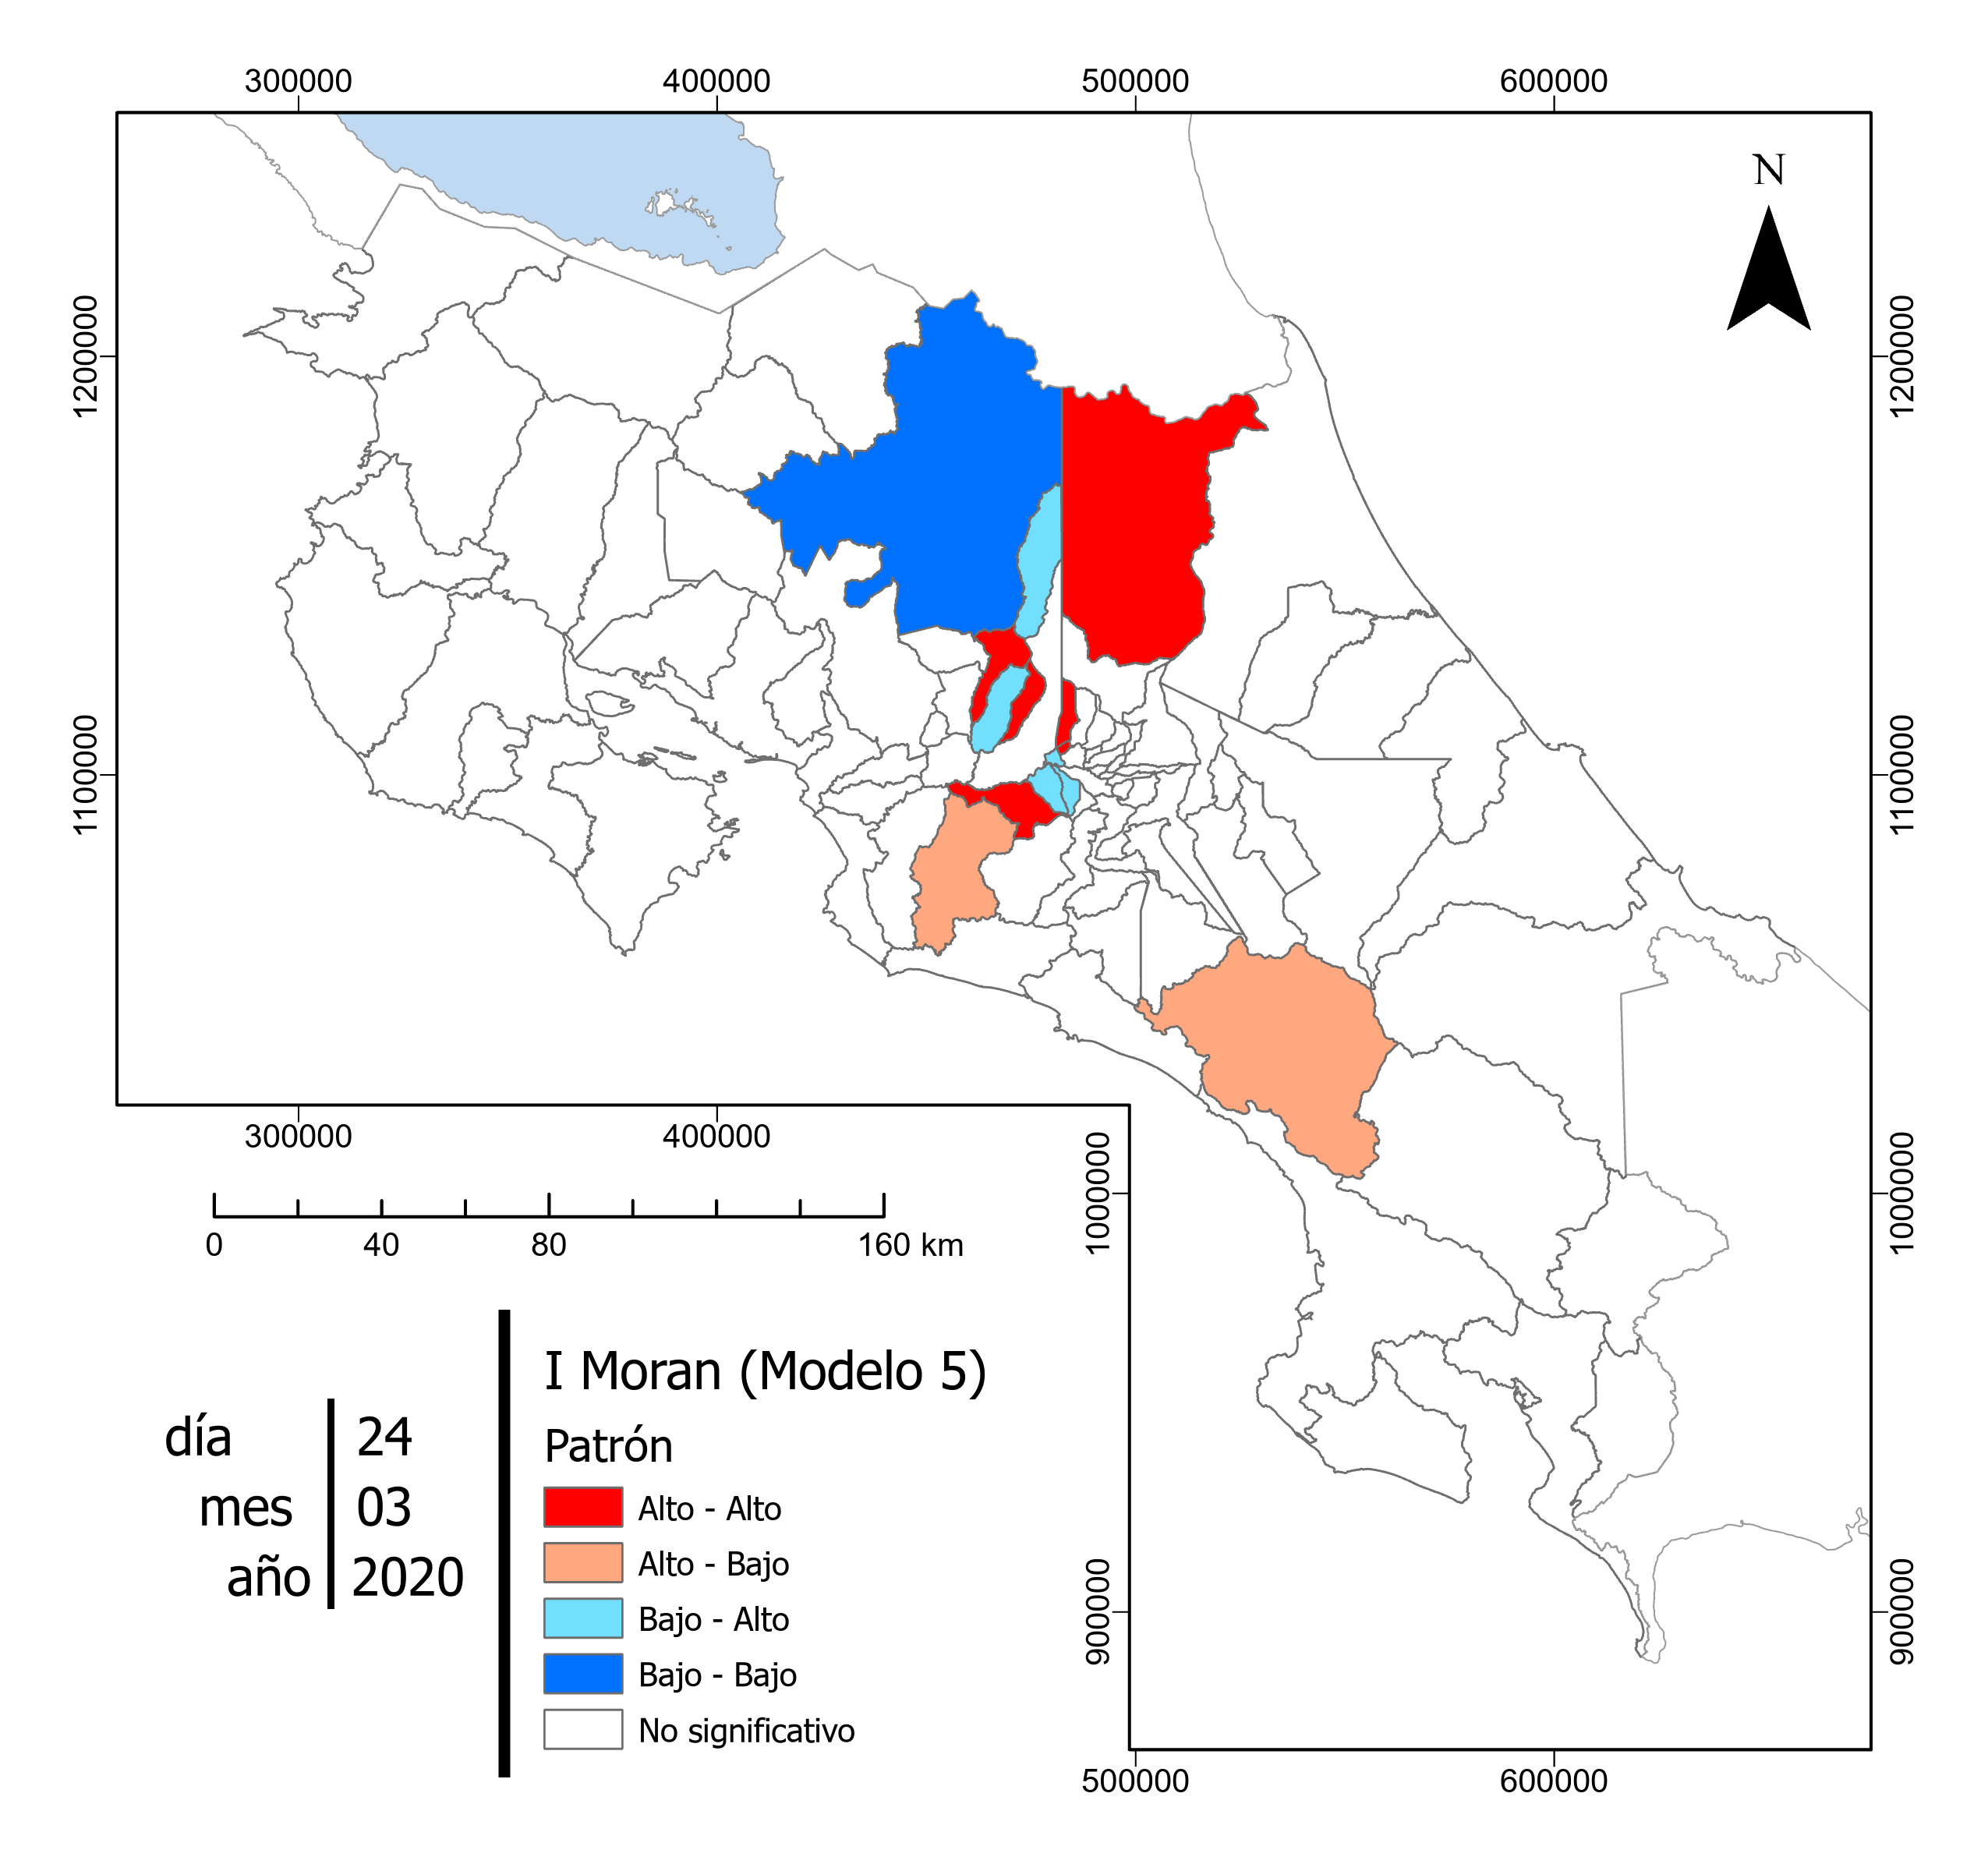 300000 400000 500000 600000
N
1200000 1200000
1100000 1100000
300000 400000
1000000 1000000
0 40 80 160 km
I Moran (Modelo 5)
día 24
mes 03
año 2020
Patrón
Alto - Alto
Alto - Bajo
Bajo - Alto
Bajo - Bajo
No significativo
900000 900000
500000 600000